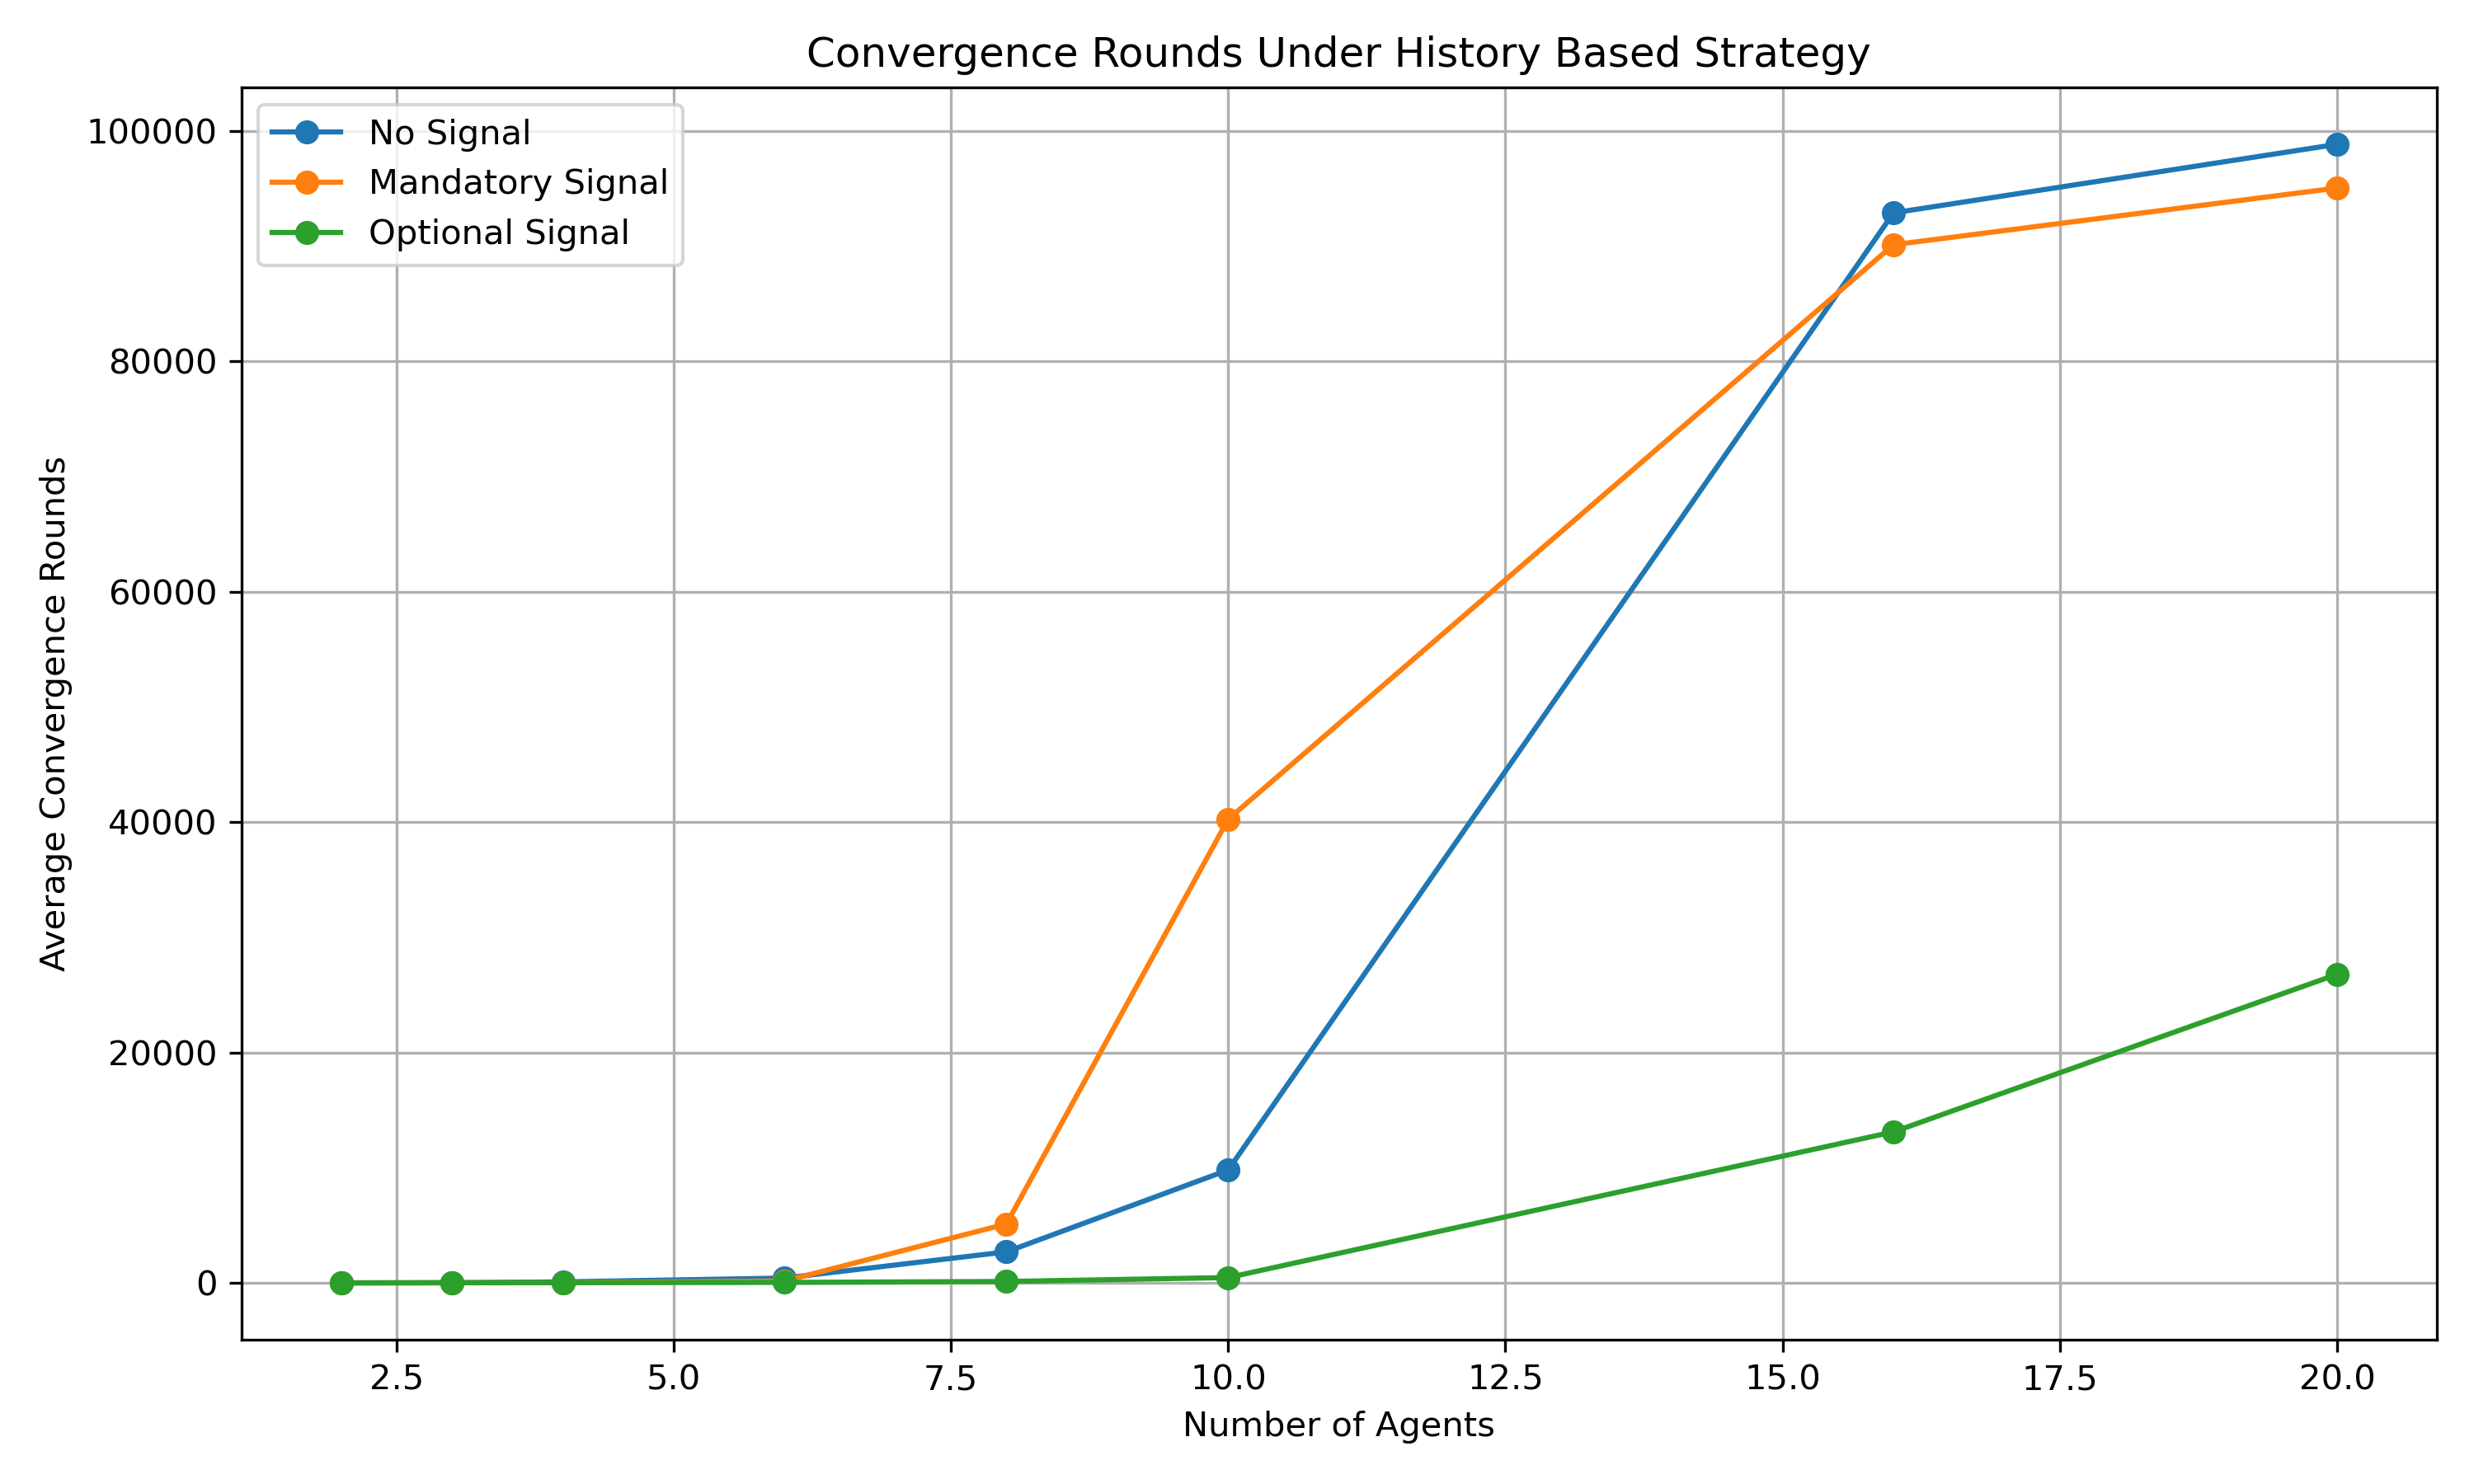 Convergence Rounds Under History Based Strategy
No Signal
Mandatory Signal
Optional Signal
Average Convergence Rounds
100000
80000
60000
40000
20000
0
2.5 5.0 7.5 10.0 12.5 15.0 17.5 20.0
Number of Agents